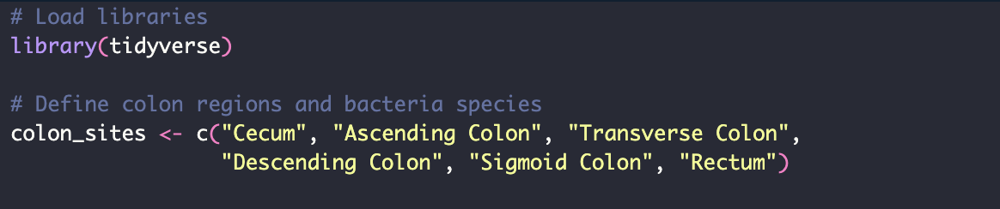 # Load libraries
library(tidyverse)
# Define colon regions and bacteria species
colon_sites <- c("Cecum", "Ascending Colon", "Transverse Colon",
"Descending Colon", "Sigmoid Colon", "Rectum")